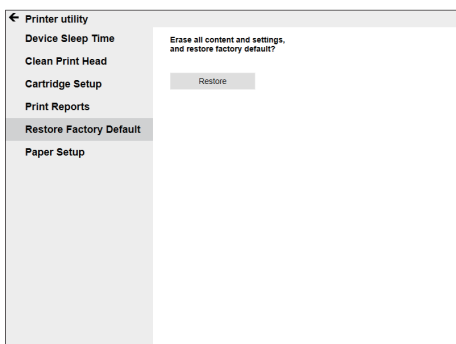 Printer utility
Device Sleep Time
Clean Print Head
Cartridge Setup
Print Reports
Restore Factory Default
Paper Setup
Erase all content and settings,
and restore factory default?
Restore